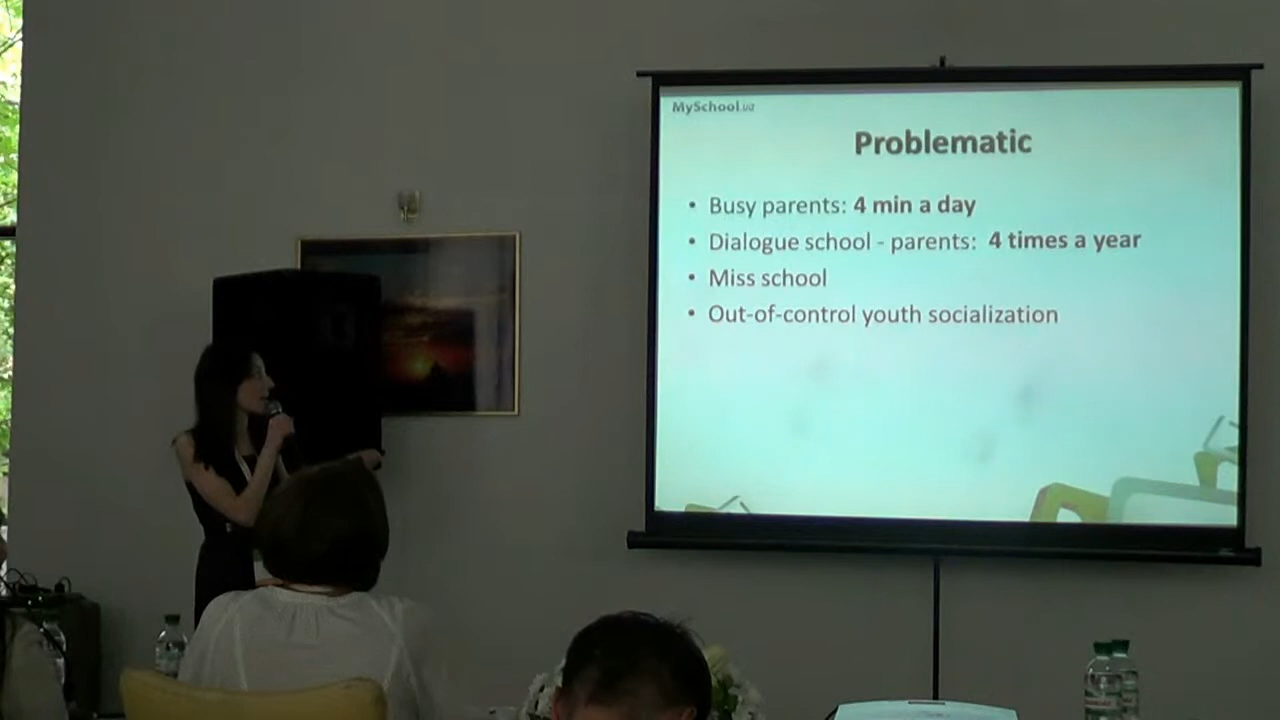 MySchool.ua
Problematic
• Busy parents: 4 min a day
• Dialogue school - parents: 4 times a year
• Miss school
• Out-of-control youth socialization